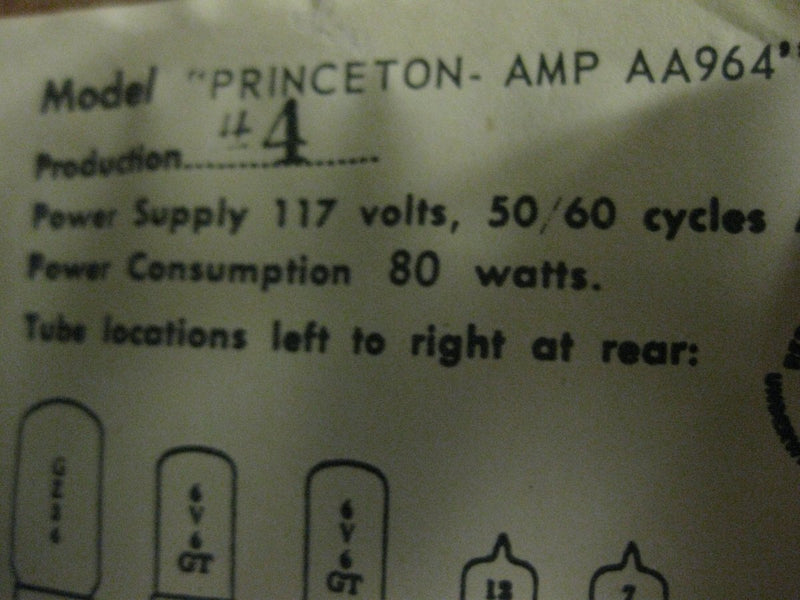 Model "PRINCETON- AMP AA964"
#4
Production....................
Power Supply 117 volts, 50/60 cycles
Power Consumption 80 watts.
Tube locations left to right at rear:
GZ34
6V6GT
6V6GT
12
7